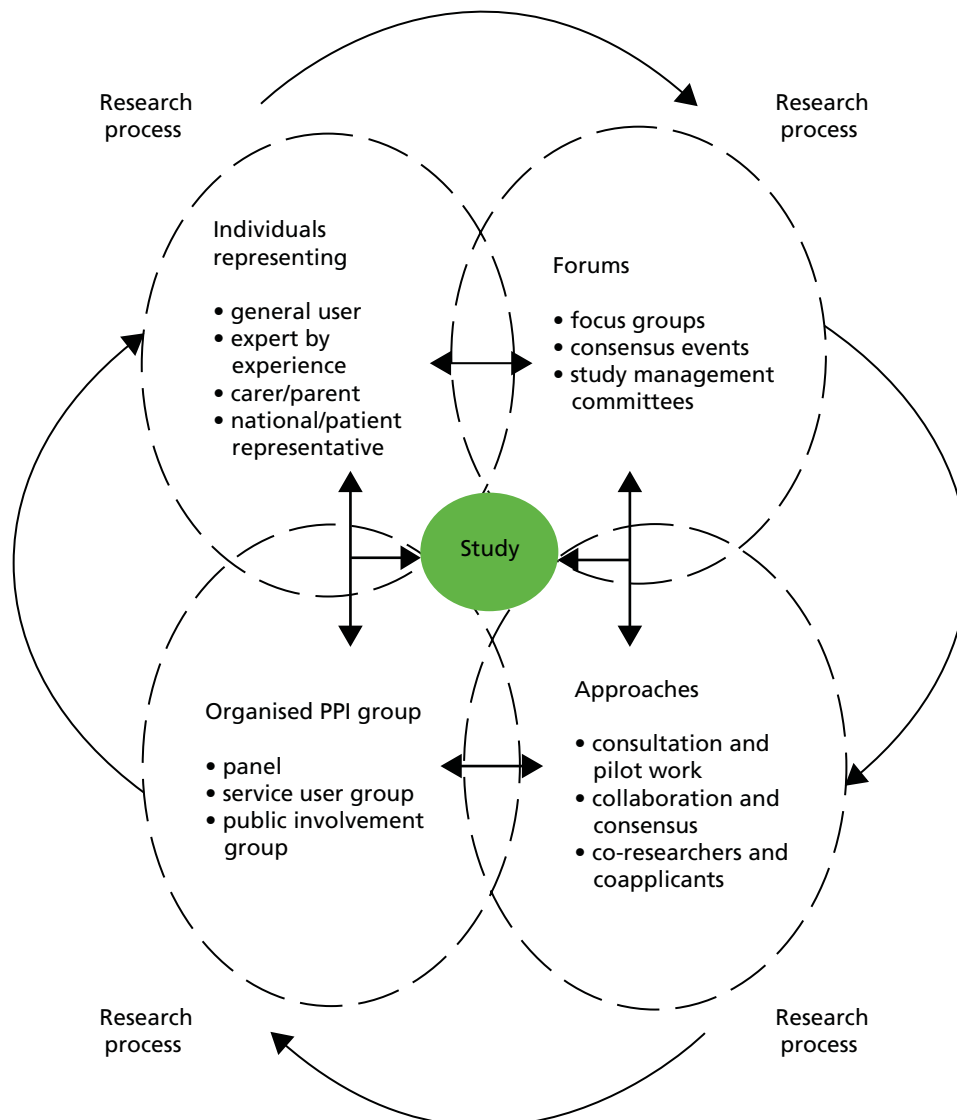 Research
process
Research
process
Individuals
representing
• general user
• expert by
experience
• carer/parent
• national/patient
representative
Forums
• focus groups
• consensus events
• study management
committees
Study
Organised PPI group
• panel
• service user group
• public involvement
group
Approaches
• consultation and
pilot work
• collaboration and
consensus
• co-researchers and
coapplicants
Research
process
Research
process